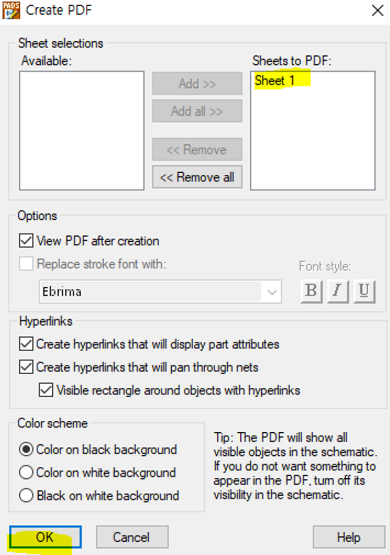 PADS
Create PDF
Sheet selections
Available:
Sheets to PDF:
Add >>
Sheet 1
Add all >>
<< Remove
<< Remove all
Options
View PDF after creation
Replace stroke font with:
Font style:
Ebrima
B I U
Hyperlinks
Create hyperlinks that will display part attributes
Create hyperlinks that will pan through nets
Visible rectangle around objects with hyperlinks
Color scheme
Color on black background
Color on white background
Black on white background
Tip: The PDF will show all
visible objects in the schematic.
If you do not want something to
appear in the PDF, turn off its
visibility in the schematic.
OK
Cancel
Help